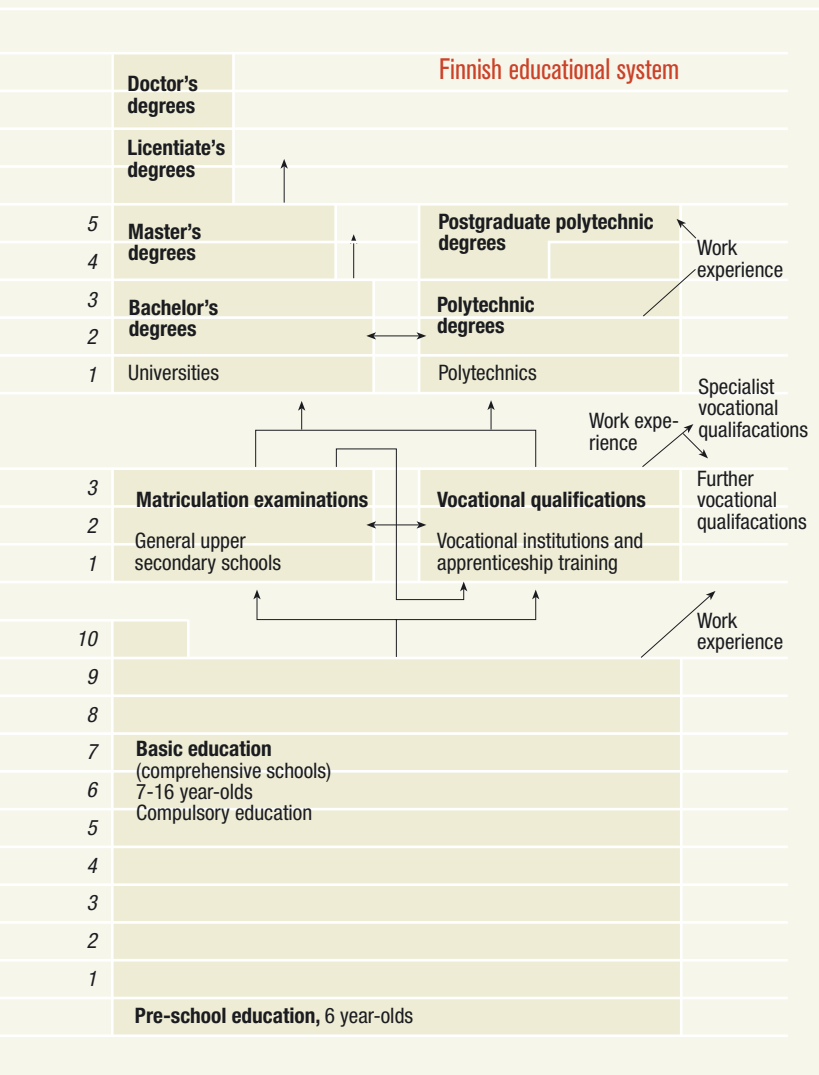 Finnish educational system
Doctor's
degrees
Licentiate's
degrees
5
Master's
degrees
4
Postgraduate polytechnic
degrees
Work
experience
3
Bachelor's
degrees
2
Polytechnic
degrees
1
Universities
Polytechnics
Specialist
vocational
qualifacations
Work expe-
rience
Further
vocational
qualifacations
3
Matriculation examinations
Vocational qualifications
2
General upper
secondary schools
Vocational institutions and
apprenticeship training
1
Work
experience
10
9
8
7
Basic education
(comprehensive schools)
6
7-16 year-olds
Compulsory education
5
4
3
2
1
Pre-school education, 6 year-olds